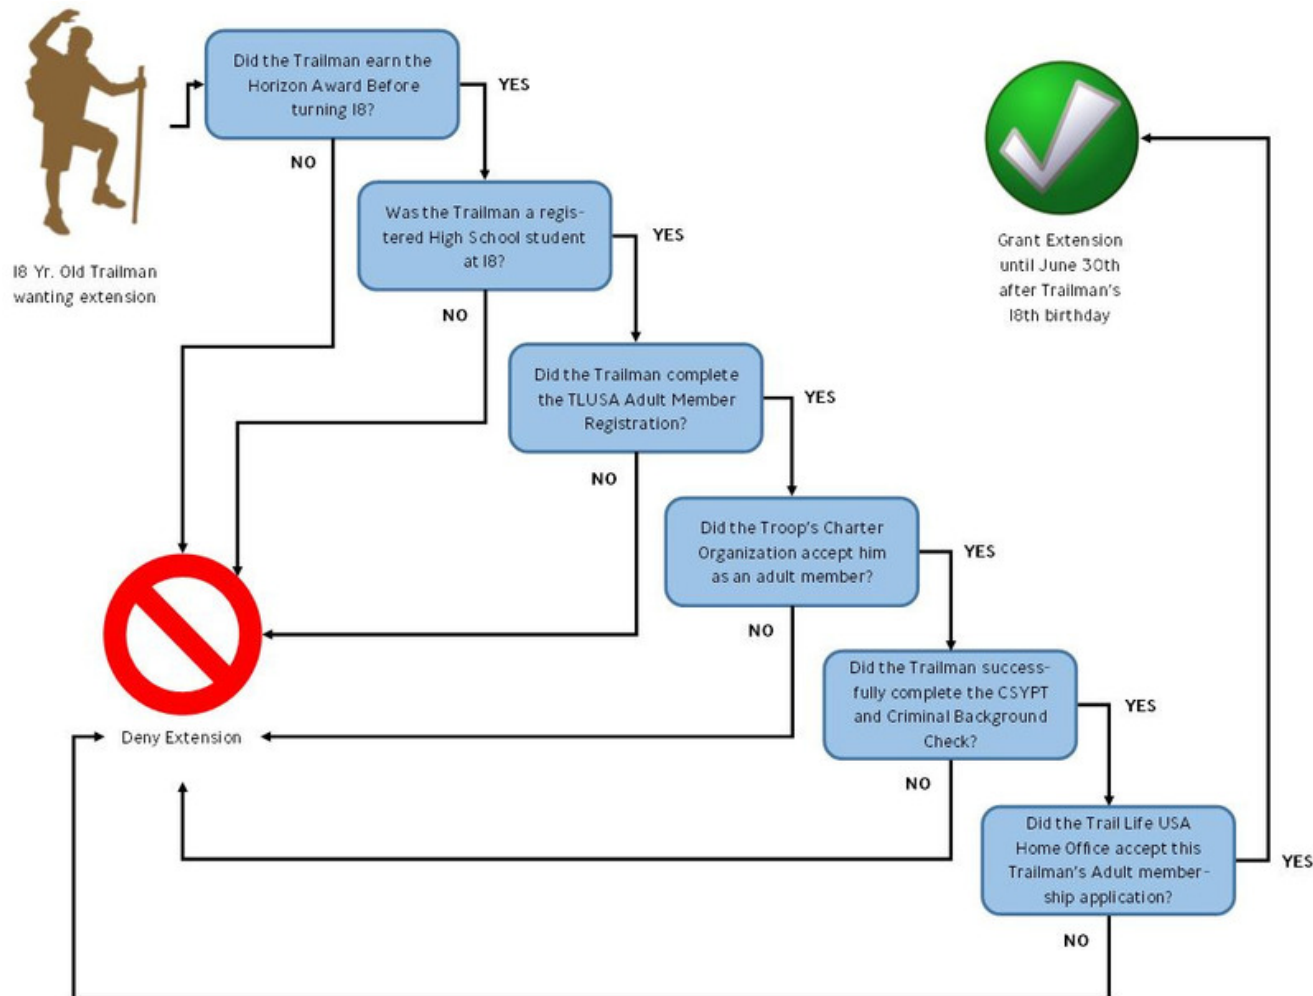 Did the Trailman earn the
Horizon Award Before
turning 18?
YES
NO
18 Yr. Old Trailman
wanting extension
Was the Trailman a regis-
tered High School student
at 18?
YES
NO
Grant Extension
until June 30th
after Trailman's
18th birthday
Did the Trailman complete
the TLUSA Adult Member
Registration?
YES
NO
Did the Troop's Charter
Organization accept him
as an adult member?
YES
NO
Did the Trailman success-
fully complete the CSYPT
and Criminal Background
Check?
YES
NO
Deny Extension
Did the Trail Life USA
Home Office accept this
Trailman's Adult member-
ship application?
YES
NO